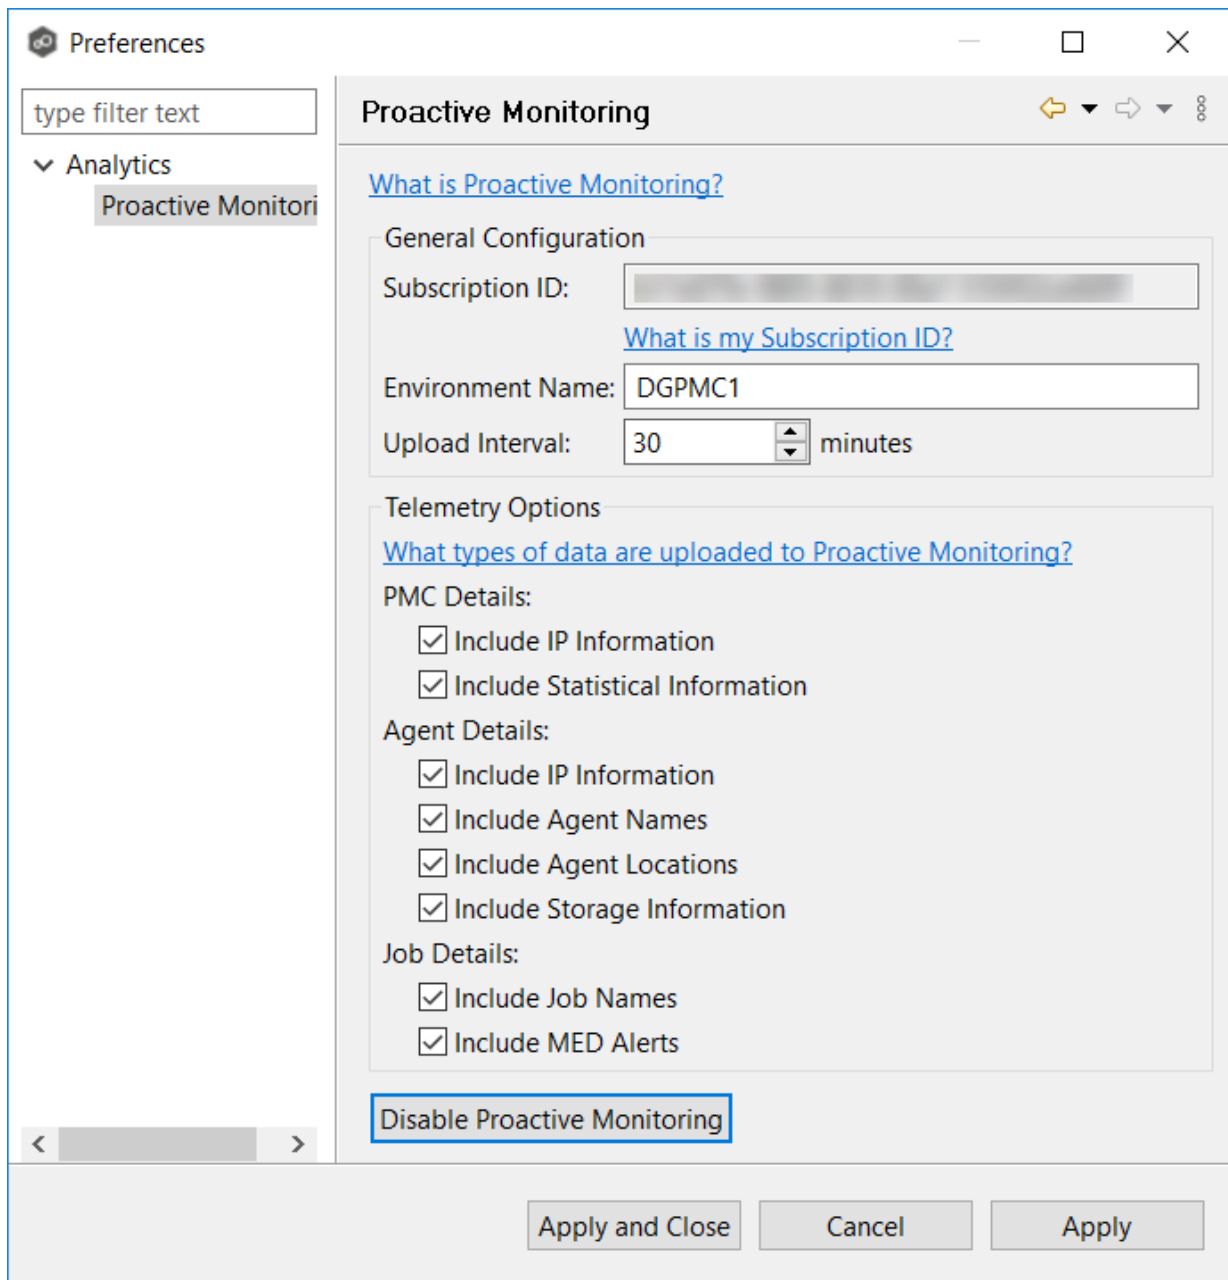 Preferences
type filter text
Analytics
Proactive Monitori
Proactive Monitoring
What is Proactive Monitoring?
General Configuration
Subscription ID:
What is my Subscription ID?
Environment Name: DGPMC1
Upload Interval: 30 minutes
Telemetry Options
What types of data are uploaded to Proactive Monitoring?
PMC Details:
Include IP Information
Include Statistical Information
Agent Details:
Include IP Information
Include Agent Names
Include Agent Locations
Include Storage Information
Job Details:
Include Job Names
Include MED Alerts
Disable Proactive Monitoring
Apply and Close Cancel Apply